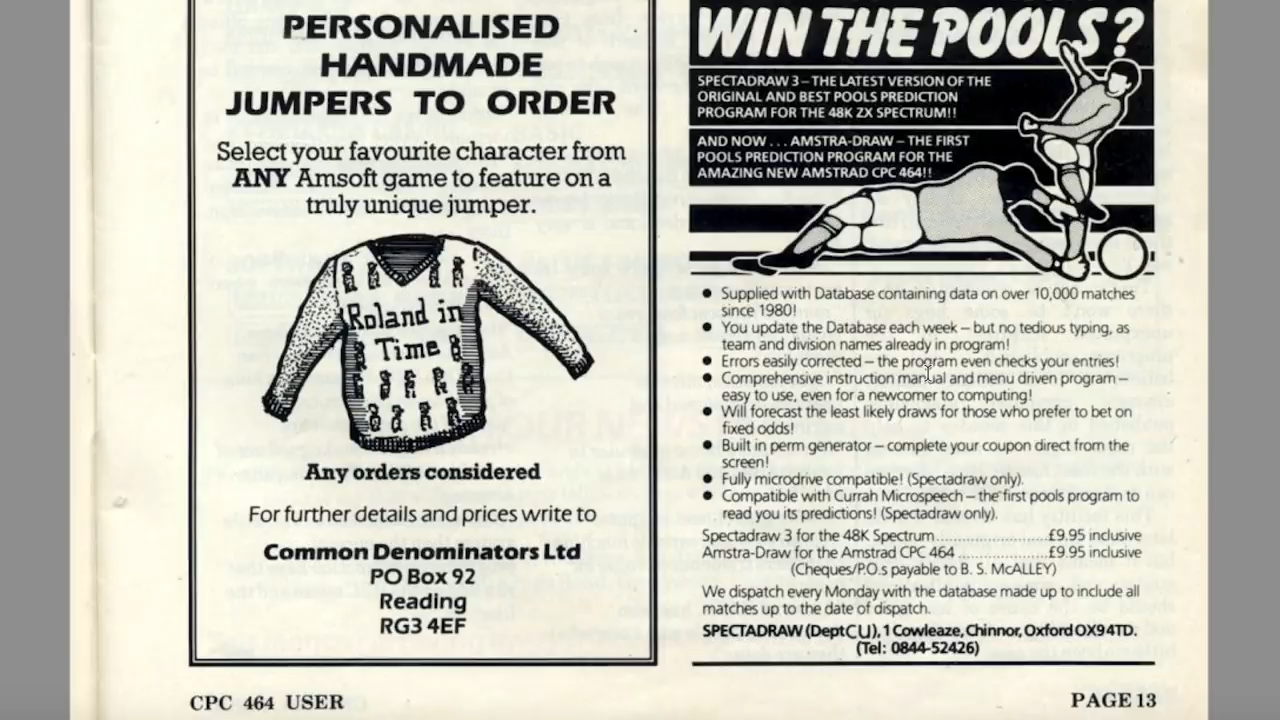 PERSONALISED
HANDMADE
JUMPERS TO ORDER
Select your favourite character from
ANY Amsoft game to feature on a
truly unique jumper.
Roland in
Time
Any orders considered
For further details and prices write to
Common Denominators Ltd
PO Box 92
Reading
RG3 4EF
WIN THE POOLS?
SPECTADRAW 3 – THE LATEST VERSION OF THE
ORIGINAL AND BEST POOLS PREDICTION
PROGRAM FOR THE 48K ZX SPECTRUM!!
AND NOW . . . AMSTRA-DRAW – THE FIRST
POOLS PREDICTION PROGRAM FOR THE
AMAZING NEW AMSTRAD CPC 464!!
● Supplied with Database containing data on over 10,000 matches
since 1980!
● You update the Database each week – but no tedious typing, as
team and division names already in program!
● Errors easily corrected – the program even checks your entries!
● Comprehensive instruction manual and menu driven program –
easy to use, even for a newcomer to computing!
● Will forecast the least likely draws for those who prefer to bet on
fixed odds!
● Built in perm generator – complete your coupon direct from the
screen!
● Fully microdrive compatible! (Spectadraw only).
● Compatible with Currah Microspeech – the first pools program to
read you its predictions! (Spectadraw only).
Spectadraw 3 for the 48K Spectrum ........................ £9.95 inclusive
Amstra-Draw for the Amstrad CPC 464 .................... £9.95 inclusive
(Cheques/P.O.s payable to B. S. McALLEY)
We dispatch every Monday with the database made up to include all
matches up to the date of dispatch.
SPECTADRAW (Dept CU), 1 Cowleaze, Chinnor, Oxford OX9 4TD.
(Tel: 0844-52426)
CPC 464 USER
PAGE 13